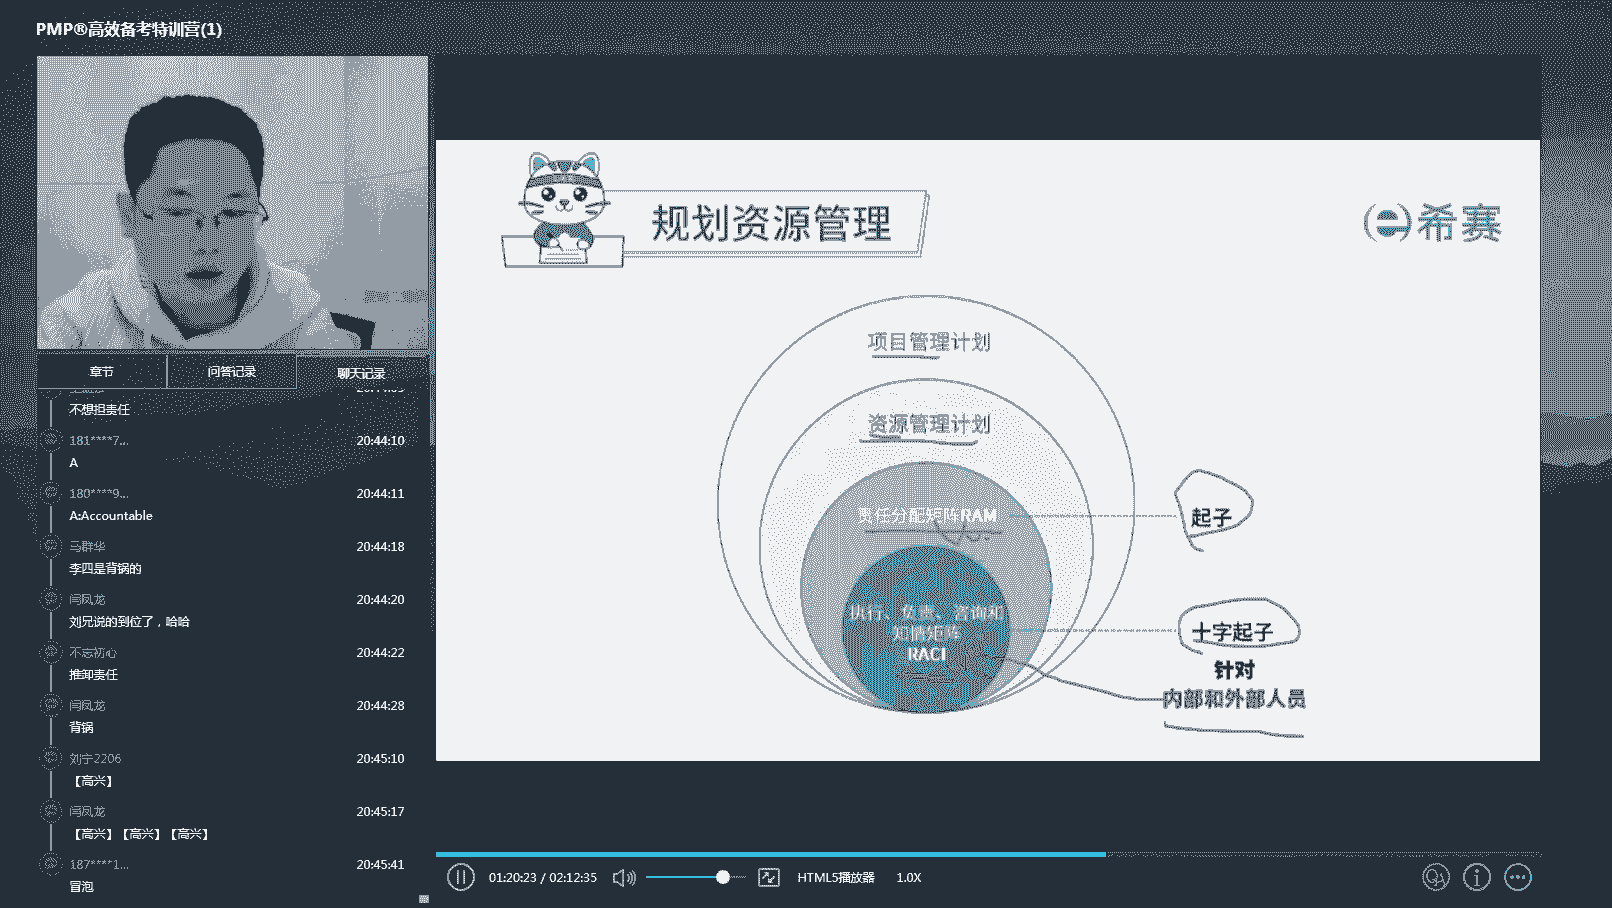 PMP®高效备考特训营(1)
章节
问答记录
聊天记录
不想担责任
181****7...
20:44:10
A
180****9...
20:44:11
A:Accountable
马群华
20:44:18
李四是背锅的
闫凤龙
20:44:20
刘兄说的到位了，哈哈
不忘初心
20:44:22
推卸责任
闫凤龙
20:44:28
背锅
刘宁2206
20:45:10
【高兴】
闫凤龙
20:45:17
【高兴】【高兴】【高兴】
187****1...
20:45:41
冒泡
规划资源管理
希赛
项目管理计划
资源管理计划
责任分配矩阵RAM
起子
执行、负责、咨询和
知情矩阵
RACI
十字起子
针对
内部和外部人员
01:20:23 / 02:12:35
HTML5播放器
1.0X